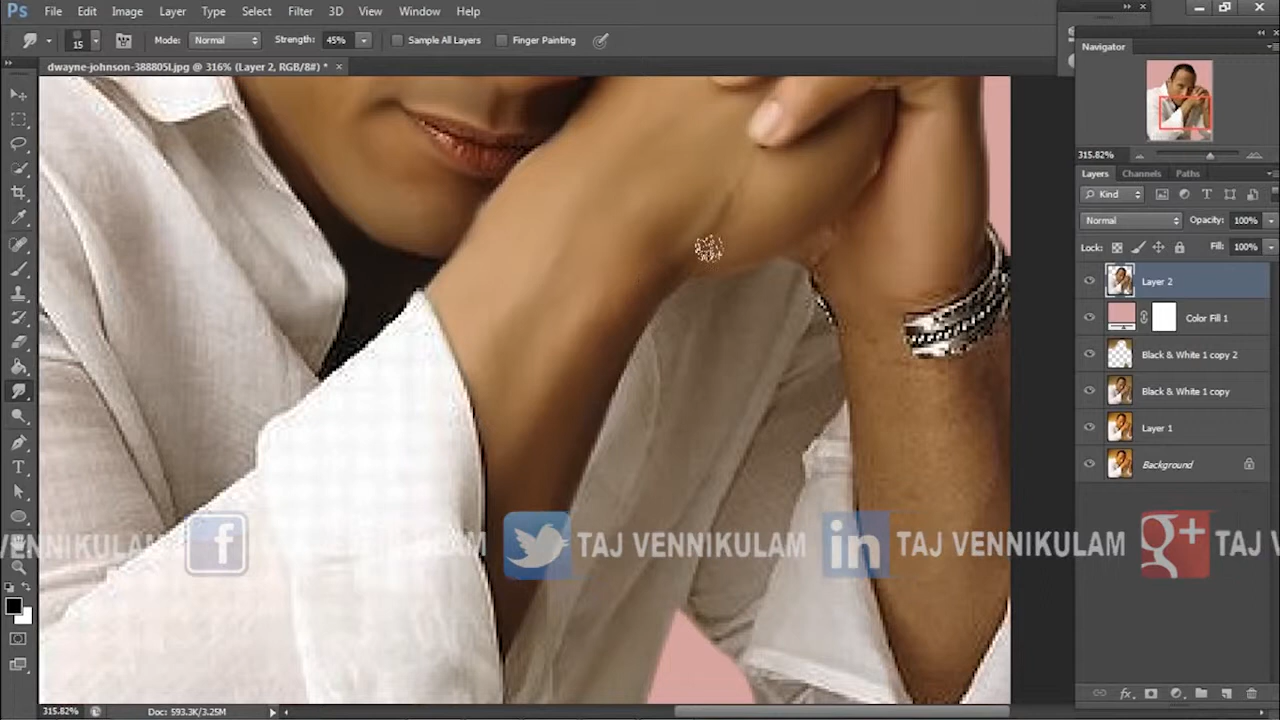 Ps File Edit Image Layer Type Select Filter 3D View Window Help
15 Mode: Normal Strength: 45% Sample All Layers Finger Painting
dwayne-johnson-388805l.jpg @ 316% (Layer 2, RGB/8#) * ×
Navigator
315.82%
Layers Channels Paths
Kind
Normal Opacity: 100%
Lock: Fill: 100%
Layer 2
Color Fill 1
Black & White 1 copy 2
Black & White 1 copy
Layer 1
Background
ENNIKULAM f TAJ VENNIKULAM in TAJ VENNIKULAM g+ TAJ V
315.82% Doc: 593.3K/3.25M